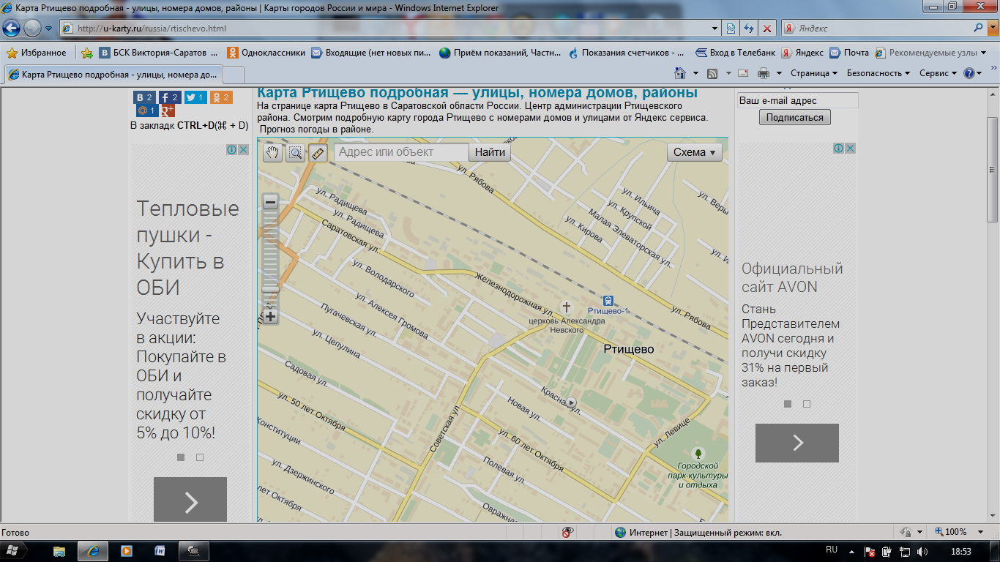 Карта Ртищево подробная - улицы, номера домов, районы | Карты городов России и мира - Windows Internet Explorer
http://u-karty.ru/russia/rtischevo.html
Яндекс
Избранное
БСК Виктория-Саратов ...
Одноклассники
Входящие (нет новых пи...
Приём показаний, Частн...
Показания счетчиков - ...
Вход в Телебанк
Яндекс
Почта
Рекомендуемые узлы
Карта Ртищево подробная - улицы, номера до...
Страница
Безопасность
Сервис
2
2
1
2
1
В закладк CTRL+D(⌘ + D)
Карта Ртищево подробная — улицы, номера домов, районы
На странице карта Ртищево в Саратовской области России. Центр администрации Ртищевского
района. Смотрим подробную карту города Ртищево с номерами домов и улицами от Яндекс сервиса.
Прогноз погоды в районе.
Ваш e-mail адрес
Подписаться
Адрес или объект
Найти
Схема
Тепловые
пушки -
Купить в
ОБИ
Участвуйте
в акции:
Покупайте в
ОБИ и
получайте
скидку от
5% до 10%!
ул. Рябова
ул. Радищева
ул. Радищева
Саратовская ул.
ул. Ильича
ул. Крупской
Малая Элеваторская ул.
ул. Кирова
ул. Веры
ул. И
ул. Володарского
Железнодорожная ул.
ул. Алексея Громова
Пугачевская ул.
ул. Цепулина
церковь Александра
Невского
Ртищево-1
ул. Рябова
Ртищево
Садовая ул.
ул. 50 лет Октября
Красная ул.
Новая ул.
Советская ул.
ул. 60 лет Октября
ул. Левице
Конституции
ул. Дзержинского
лет Октября
Полевая ул.
Овражная
Городской
парк культуры
и отдыха
Официальный
сайт AVON
Стань
Представителем
AVON сегодня и
получи скидку
31% на первый
заказ!
Готово
Интернет | Защищенный режим: вкл.
100%
RU
18:53